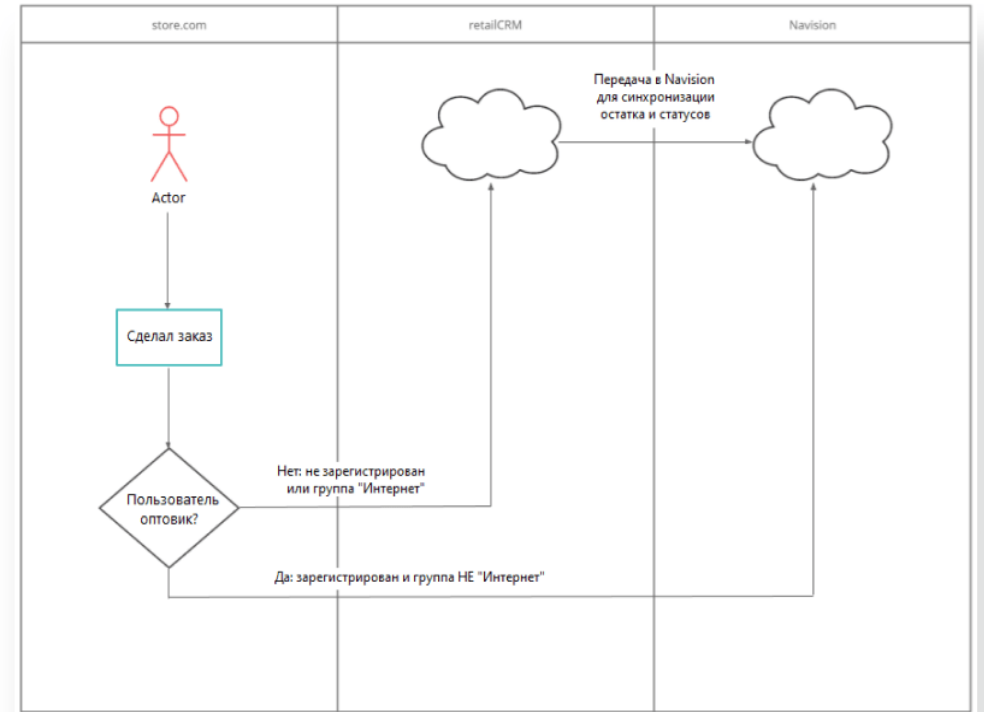 store.com
retailCRM
Navision
Передача в Navision
для синхронизации
остатка и статусов
Actor
Сделал заказ
Нет: не зарегистрирован
или группа "Интернет"
Пользователь
оптовик?
Да: зарегистрирован и группа НЕ "Интернет"